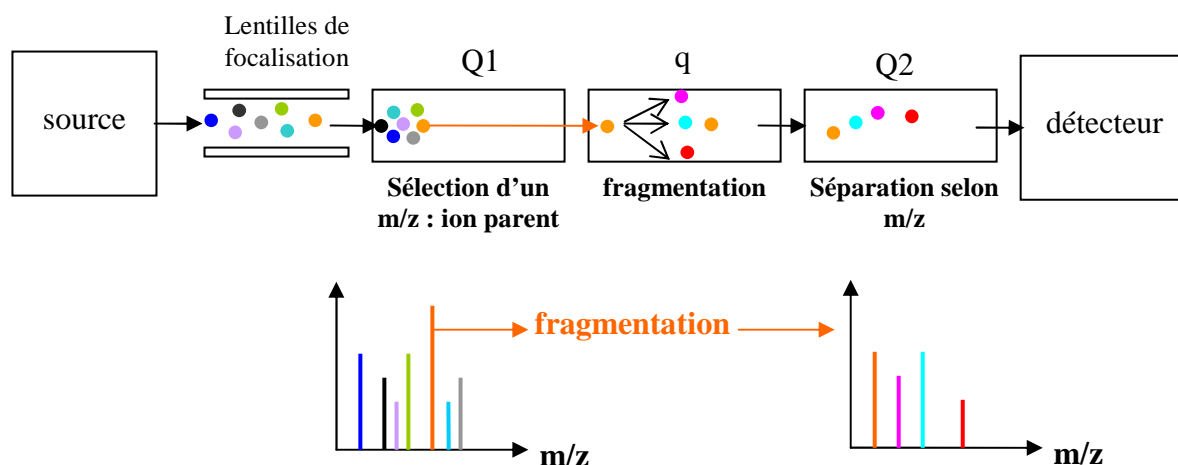 Lentilles de
focalisation
source
Q1
q
Q2
détecteur
Sélection d'un
m/z : ion parent
fragmentation
Séparation selon
m/z
fragmentation
m/z
m/z